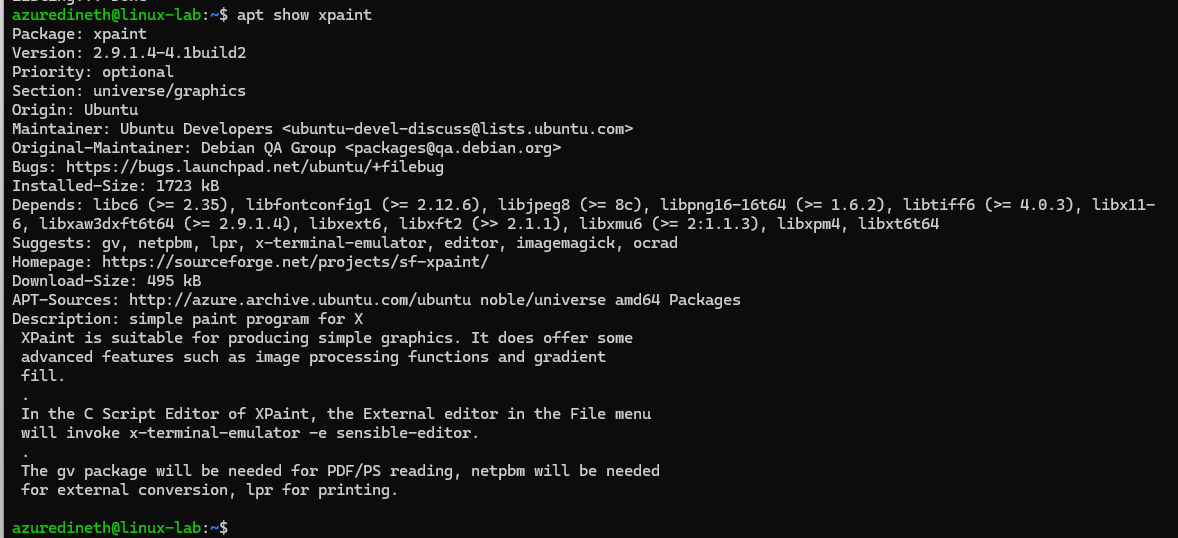 azuredineth@linux-lab:~$ apt show xpaint
Package: xpaint
Version: 2.9.1.4-4.1build2
Priority: optional
Section: universe/graphics
Origin: Ubuntu
Maintainer: Ubuntu Developers <ubuntu-devel-discuss@lists.ubuntu.com>
Original-Maintainer: Debian QA Group <packages@qa.debian.org>
Bugs: https://bugs.launchpad.net/ubuntu/+filebug
Installed-Size: 1723 kB
Depends: libc6 (>= 2.35), libfontconfig1 (>= 2.12.6), libjpeg8 (>= 8c), libpng16-16t64 (>= 1.6.2), libtiff6 (>= 4.0.3), libx11-
6, libxaw3dxft6t64 (>= 2.9.1.4), libxext6, libxft2 (>> 2.1.1), libxmu6 (>= 2:1.1.3), libxpm4, libxt6t64
Suggests: gv, netpbm, lpr, x-terminal-emulator, editor, imagemagick, ocrad
Homepage: https://sourceforge.net/projects/sf-xpaint/
Download-Size: 495 kB
APT-Sources: http://azure.archive.ubuntu.com/ubuntu noble/universe amd64 Packages
Description: simple paint program for X
 XPaint is suitable for producing simple graphics. It does offer some
 advanced features such as image processing functions and gradient
 fill.
 .
 In the C Script Editor of XPaint, the External editor in the File menu
 will invoke x-terminal-emulator -e sensible-editor.
 .
 The gv package will be needed for PDF/PS reading, netpbm will be needed
 for external conversion, lpr for printing.
azuredineth@linux-lab:~$